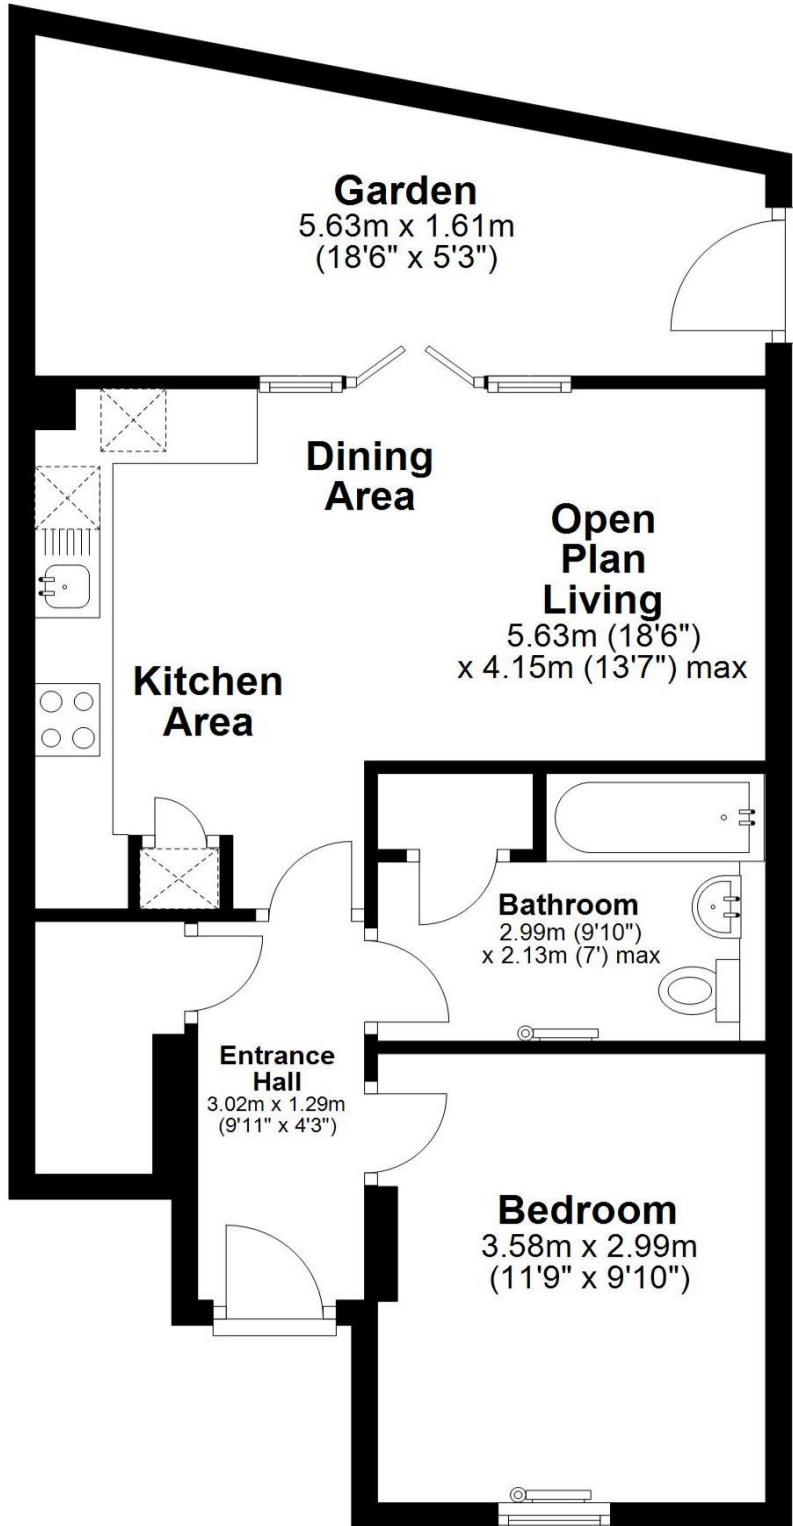 Garden
5.63m x 1.61m
(18'6" x 5'3")
Dining
Area
Open
Plan
Living
5.63m (18'6")
x 4.15m (13'7") max
Kitchen
Area
Bathroom
2.99m (9'10")
x 2.13m (7') max
Entrance
Hall
3.02m x 1.29m
(9'11" x 4'3")
Bedroom
3.58m x 2.99m
(11'9" x 9'10")